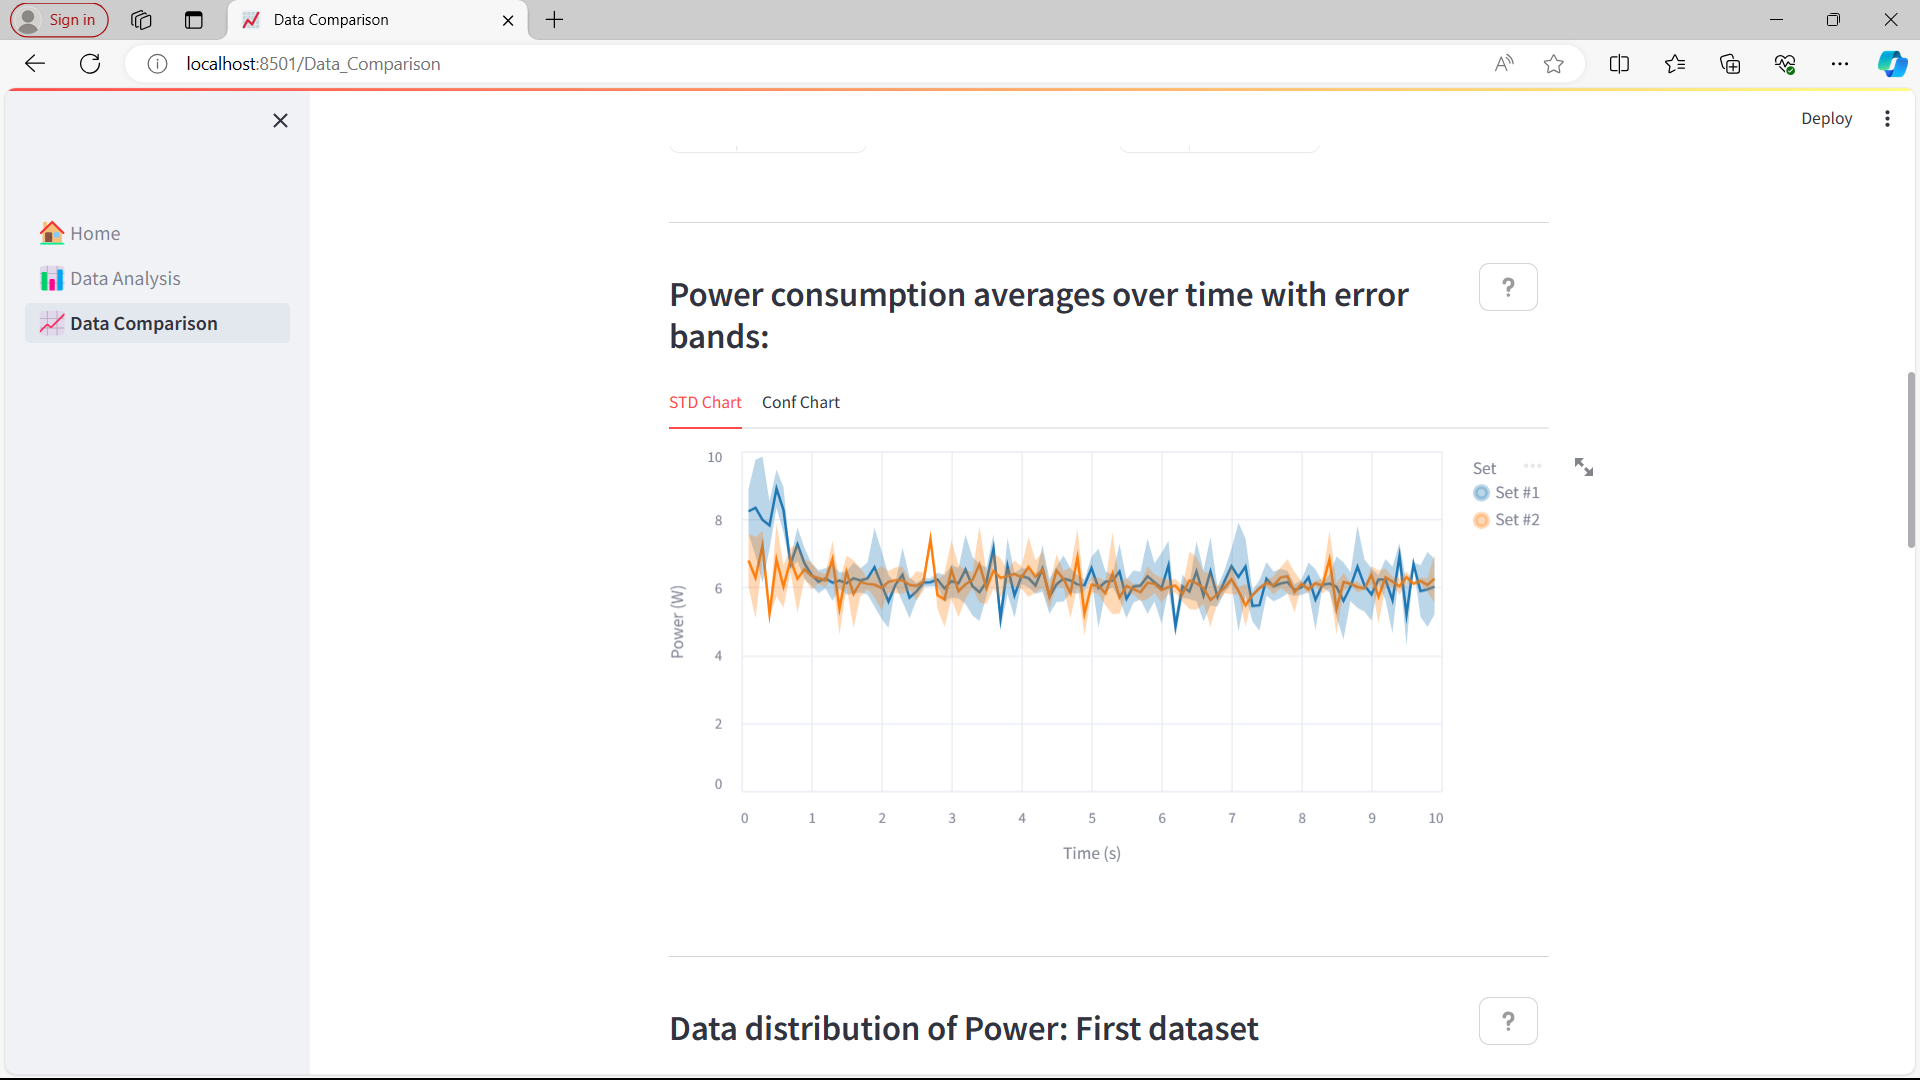 Sign in
Data Comparison
localhost:8501/Data_Comparison
Deploy
Home
Data Analysis
Data Comparison
Power consumption averages over time with error
bands:
?
STD Chart Conf Chart
10
8
6
4
2
0
Power (W)
0 1 2 3 4 5 6 7 8 9 10
Time (s)
Set
Set #1
Set #2
Data distribution of Power: First dataset
?